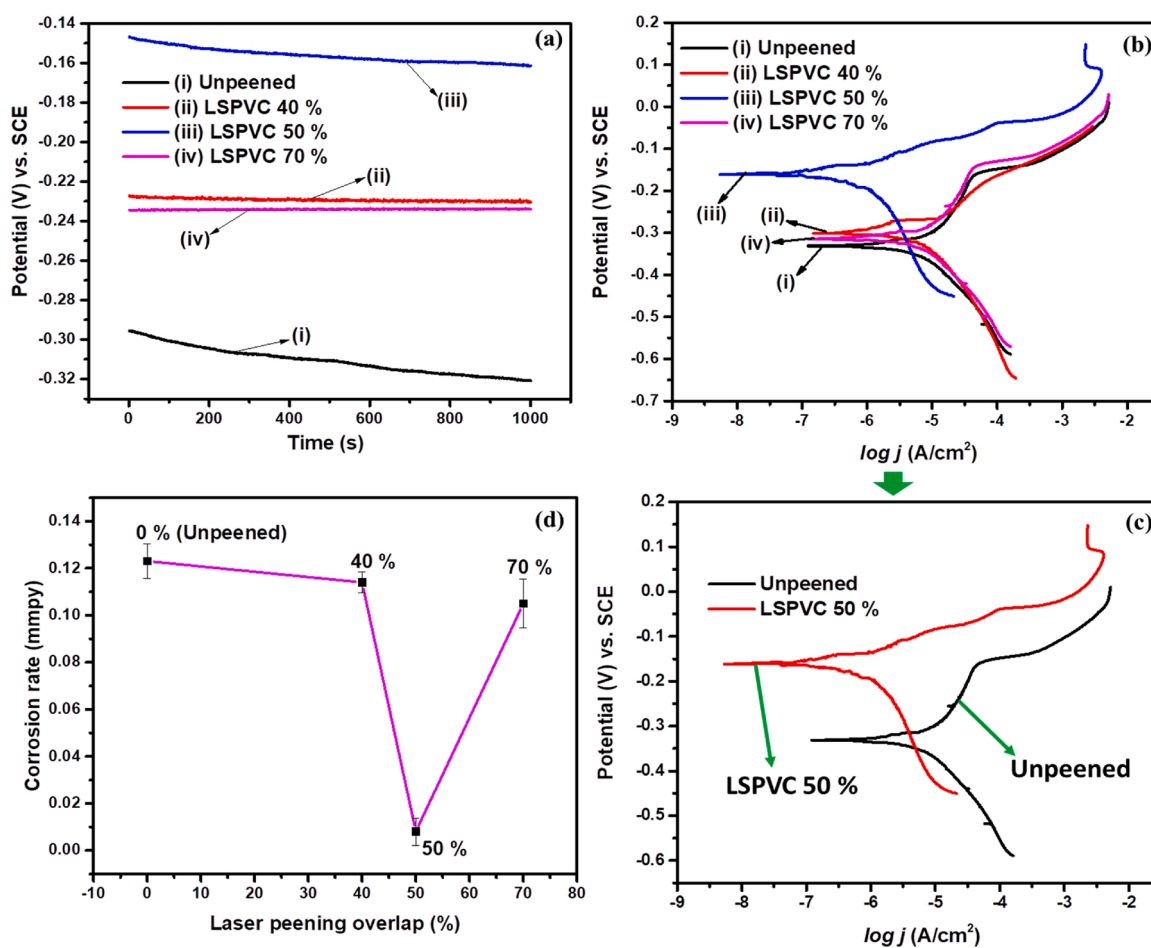 (a)
-0.14
-0.16
-0.18
-0.20
-0.22
-0.24
-0.26
-0.28
-0.30
-0.32
Potential (V) vs. SCE
(i) Unpeened
(ii) LSPVC 40 %
(iii) LSPVC 50 %
(iv) LSPVC 70 %
(iii)
(ii)
(iv)
(i)
0 200 400 600 800 1000
Time (s)
(b)
0.2
0.1
0.0
-0.1
-0.2
-0.3
-0.4
-0.5
-0.6
-0.7
Potential (V) vs. SCE
(i) Unpeened
(ii) LSPVC 40 %
(iii) LSPVC 50 %
(iv) LSPVC 70 %
(iii)
(ii)
(iv)
(i)
-9 -8 -7 -6 -5 -4 -3 -2
log j (A/cm²)
(d)
0.14
0.12
0.10
0.08
0.06
0.04
0.02
0.00
Corrosion rate (mmpy)
0 % (Unpeened)
40 %
70 %
50 %
-10 0 10 20 30 40 50 60 70 80
Laser peening overlap (%)
(c)
0.2
0.1
0.0
-0.1
-0.2
-0.3
-0.4
-0.5
-0.6
Potential (V) vs. SCE
Unpeened
LSPVC 50 %
LSPVC 50 %
Unpeened
-9 -8 -7 -6 -5 -4 -3 -2
log j (A/cm²)